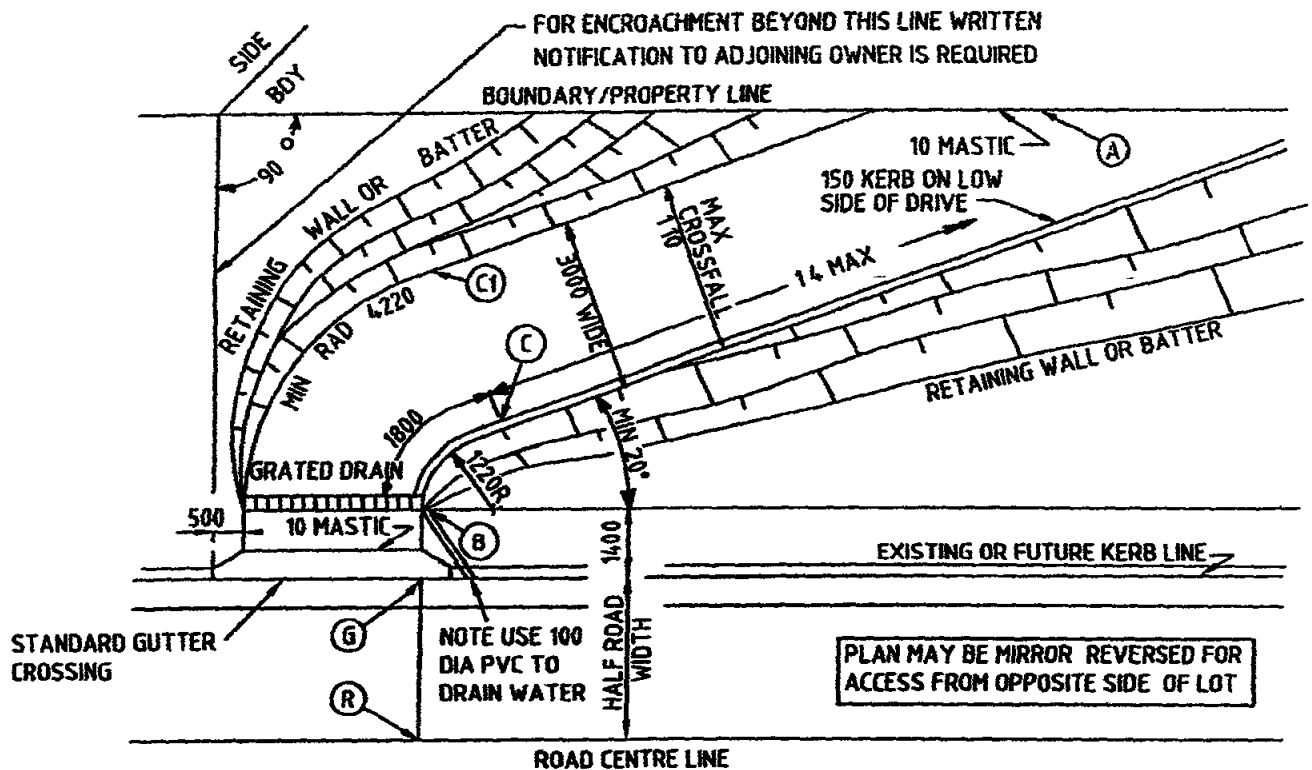 FOR ENCROACHMENT BEYOND THIS LINE WRITTEN
NOTIFICATION TO ADJOINING OWNER IS REQUIRED
SIDE
BDY
BOUNDARY/PROPERTY LINE
90°
RETAINING WALL OR BATTER
10 MASTIC
A
150 KERB ON LOW
SIDE OF DRIVE
MAX
CROSSFALL
1 10
1 4 MAX
3000 WIDE
C1
MIN RAD 4220
C
RETAINING WALL OR BATTER
1800
MIN 20°
1220R
GRATED DRAIN
500
10 MASTIC
B
1400
EXISTING OR FUTURE KERB LINE
STANDARD GUTTER
CROSSING
G
NOTE USE 100
DIA PVC TO
DRAIN WATER
HALF ROAD
WIDTH
PLAN MAY BE MIRROR REVERSED FOR
ACCESS FROM OPPOSITE SIDE OF LOT
R
ROAD CENTRE LINE